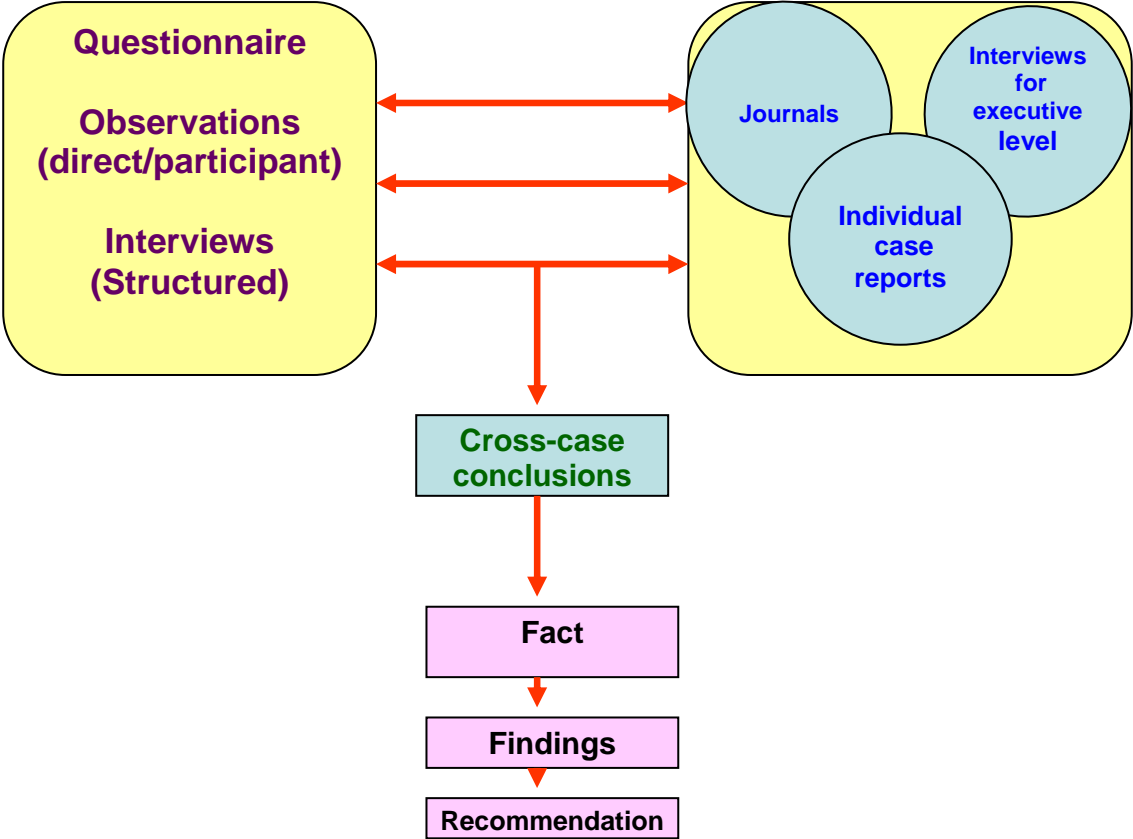 Questionnaire
Observations
(direct/participant)
Interviews
(Structured)
Journals
Interviews
for
executive
level
Individual
case
reports
Cross-case
conclusions
Fact
Findings
Recommendation